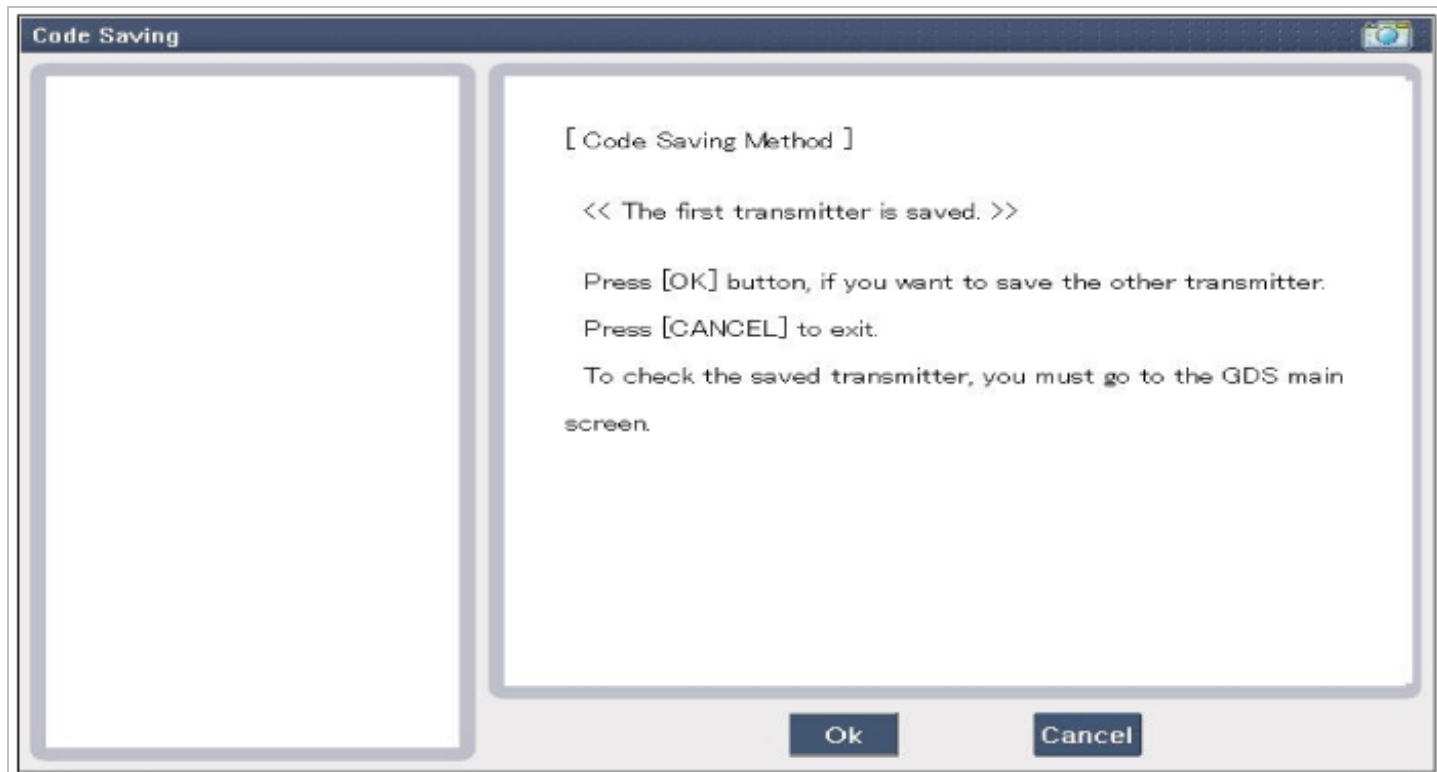 Code Saving
[ Code Saving Method ]
<< The first transmitter is saved. >>
Press [OK] button, if you want to save the other transmitter.
Press [CANCEL] to exit.
To check the saved transmitter, you must go to the GDS main
screen.
Ok
Cancel